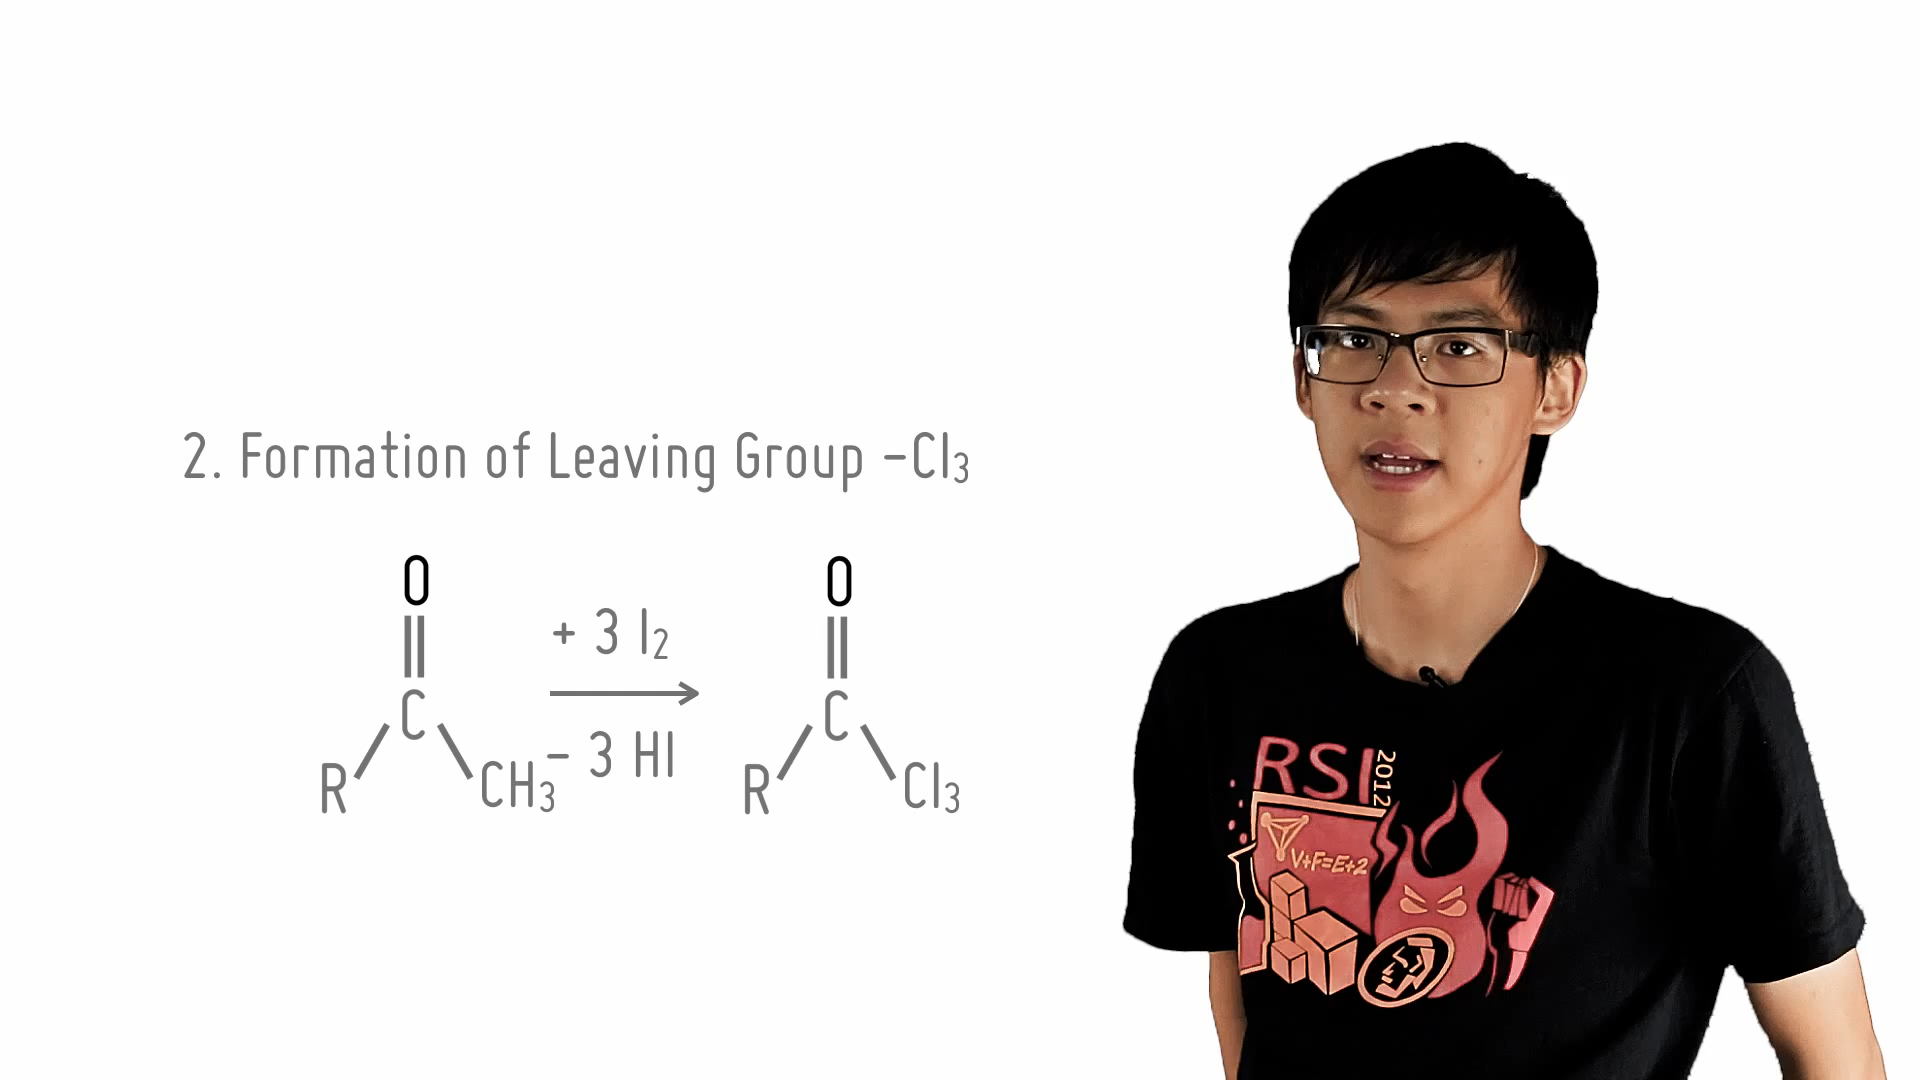 2. Formation of Leaving Group -CI₃
O
C
R
CH₃
+ 3 I₂
- 3 HI
O
C
R
CI₃
RSI
2012
V+F=E+2